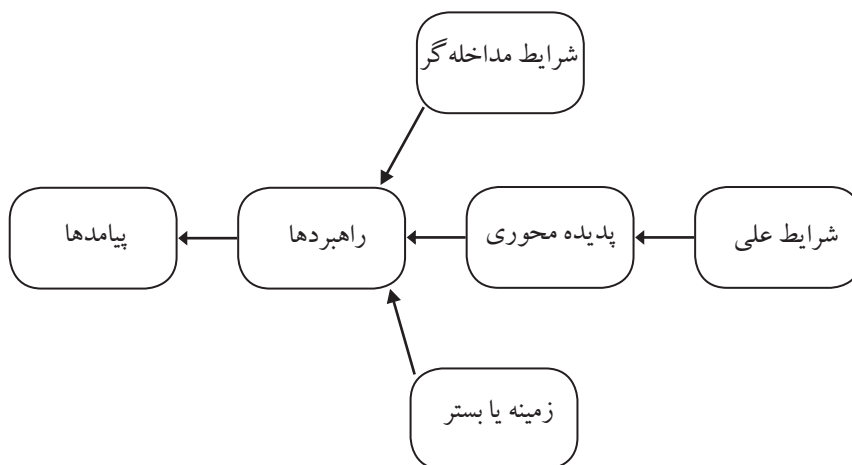 شرایط مداخله‌گر
شرایط علی
پدیده محوری
راهبردها
پیامدها
زمینه یا بستر